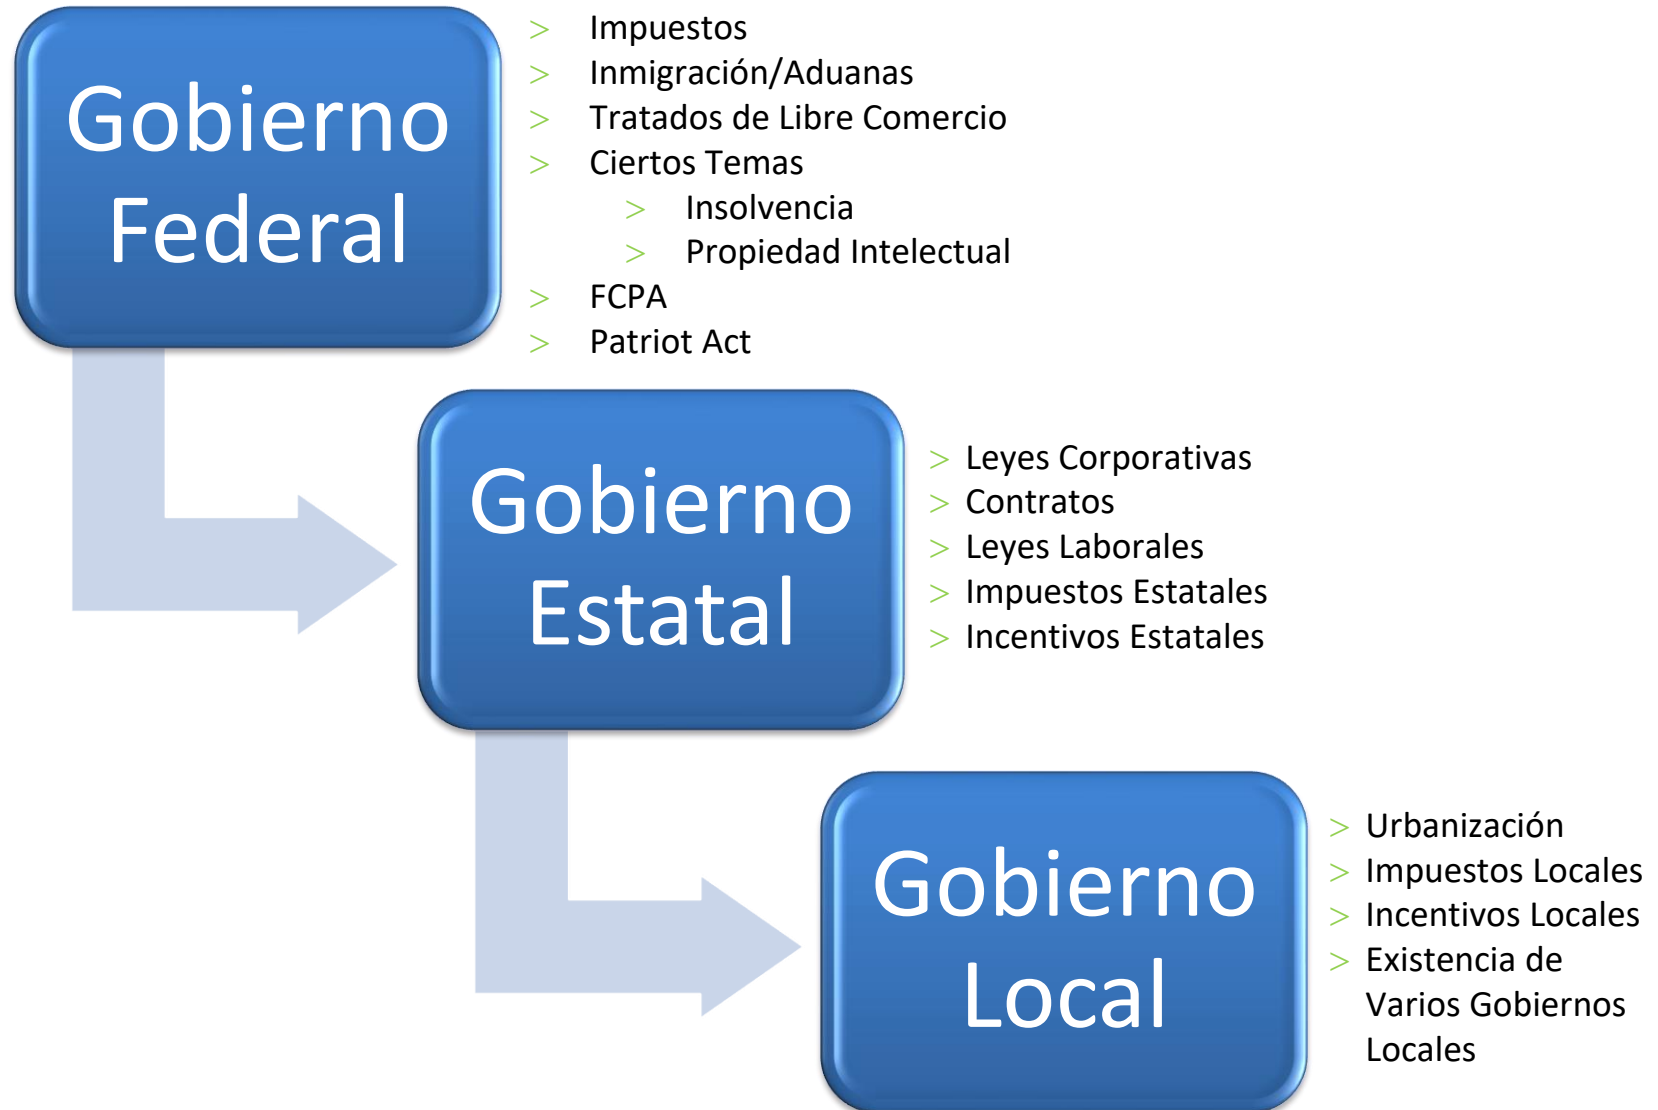 Gobierno
Federal
> Impuestos
> Inmigración/Aduanas
> Tratados de Libre Comercio
> Ciertos Temas
> Insolvencia
> Propiedad Intelectual
> FCPA
> Patriot Act
Gobierno
Estatal
> Leyes Corporativas
> Contratos
> Leyes Laborales
> Impuestos Estatales
> Incentivos Estatales
Gobierno
Local
> Urbanización
> Impuestos Locales
> Incentivos Locales
> Existencia de
Varios Gobiernos
Locales